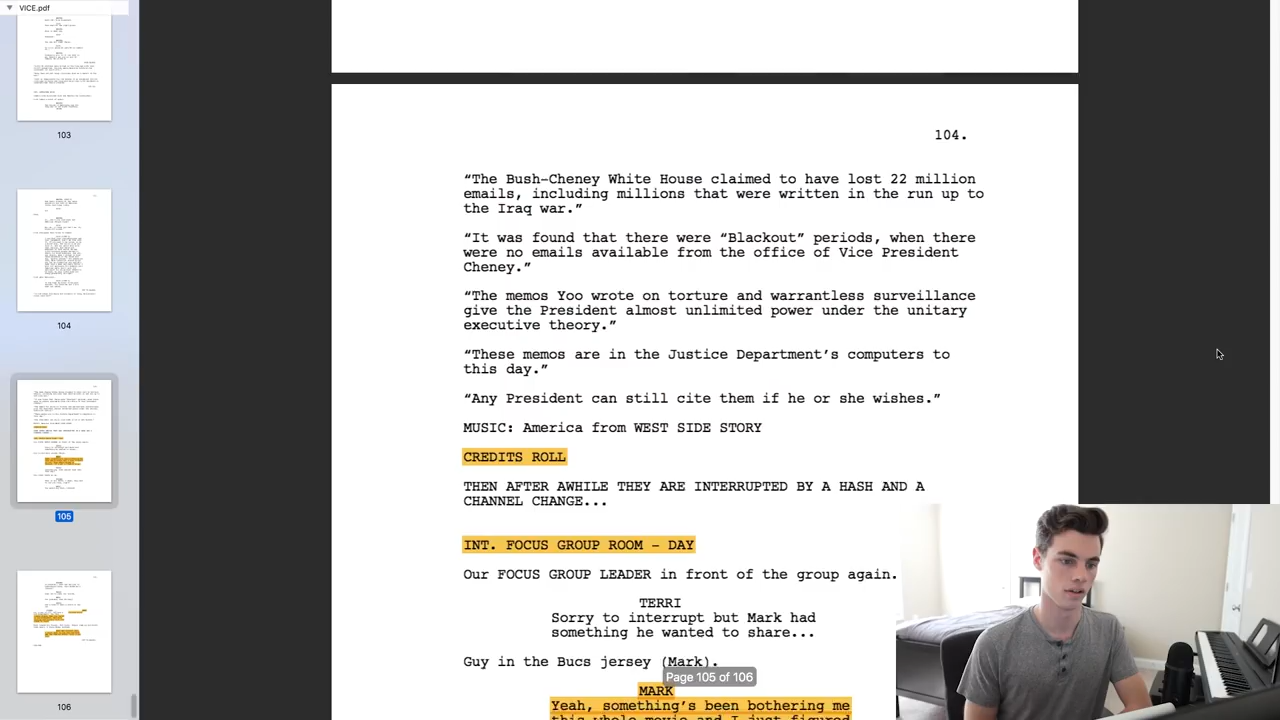 VICE.pdf
103
104
105
106
104.
“The Bush-Cheney White House claimed to have lost 22 million
emails, including millions that were written in the run up to
the Iraq war.”
“It was found that there were “Blackout” periods, when there
were no emails available from the office of Vice President
Cheney.”
“The memos Yoo wrote on torture and warrantless surveillance
give the President almost unlimited power under the unitary
executive theory.”
“These memos are in the Justice Department’s computers to
this day.”
“Any President can still cite them if he or she wishes.”
MUSIC: America from WEST SIDE STORY
CREDITS ROLL
THEN AFTER AWHILE THEY ARE INTERRUPTED BY A HASH AND A
CHANNEL CHANGE...
INT. FOCUS GROUP ROOM - DAY
Our FOCUS GROUP LEADER in front of the group again.
TERRI
Sorry to interrupt but Mark had
something he wanted to share...
Guy in the Bucs jersey (Mark).
Page 105 of 106
MARK
Yeah, something’s been bothering me
this whole movie and I just figured